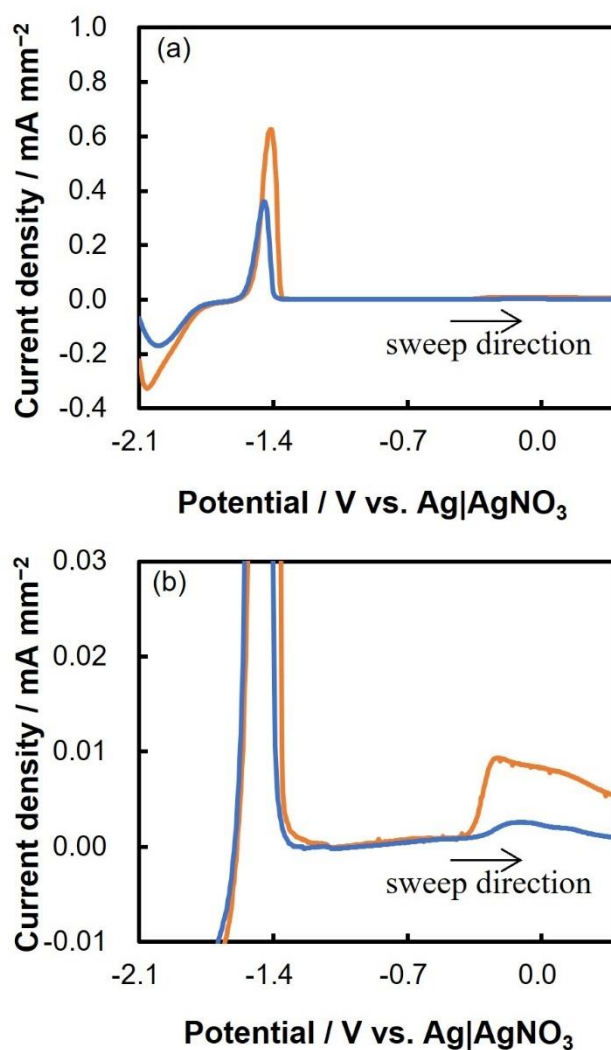 (a)
1.0
0.8
0.6
0.4
0.2
0.0
-0.2
-0.4
Current density / mA mm⁻²
sweep direction
-2.1 -1.4 -0.7 0.0
Potential / V vs. Ag|AgNO₃
(b)
0.03
0.02
0.01
0.00
-0.01
Current density / mA mm⁻²
sweep direction
-2.1 -1.4 -0.7 0.0
Potential / V vs. Ag|AgNO₃